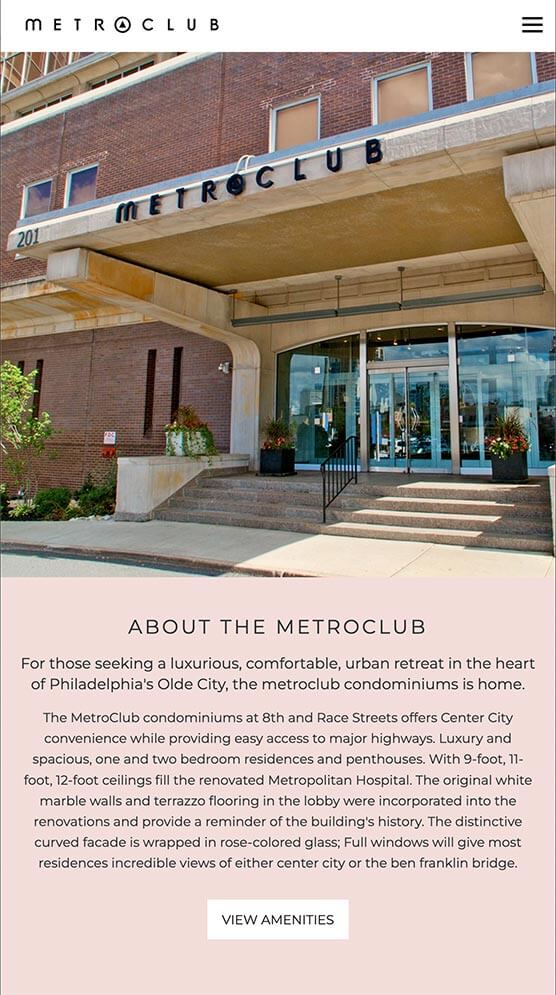 METROCLUB
METROCLUB
201
ABOUT THE METROCLUB
For those seeking a luxurious, comfortable, urban retreat in the heart
of Philadelphia's Olde City, the metroclub condominiums is home.
The MetroClub condominiums at 8th and Race Streets offers Center City
convenience while providing easy access to major highways. Luxury and
spacious, one and two bedroom residences and penthouses. With 9-foot, 11-
foot, 12-foot ceilings fill the renovated Metropolitan Hospital. The original white
marble walls and terrazzo flooring in the lobby were incorporated into the
renovations and provide a reminder of the building's history. The distinctive
curved facade is wrapped in rose-colored glass; Full windows will give most
residences incredible views of either center city or the ben franklin bridge.
VIEW AMENITIES